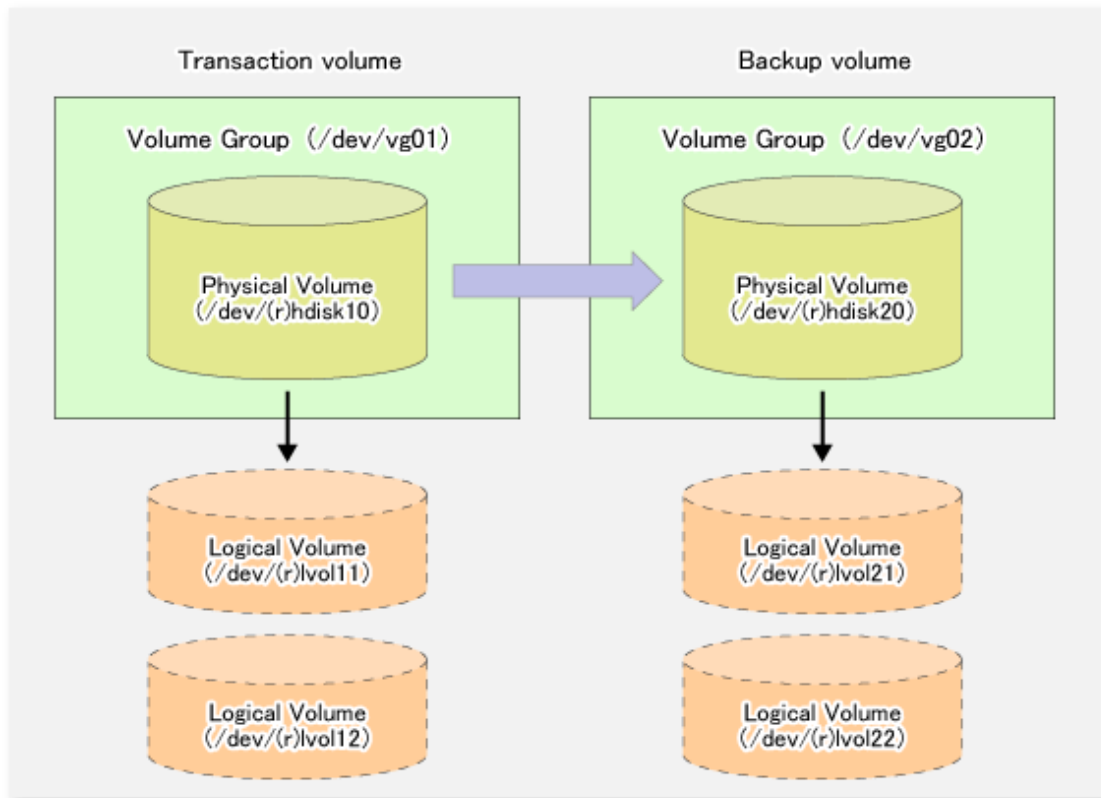 Transaction volume
Backup volume
Volume Group (/dev/vg01)
Volume Group (/dev/vg02)
Physical Volume
(/dev/(r)hdisk10)
Physical Volume
(/dev/(r)hdisk20)
Logical Volume
(/dev/(r)lvol11)
Logical Volume
(/dev/(r)lvol21)
Logical Volume
(/dev/(r)lvol12)
Logical Volume
(/dev/(r)lvol22)